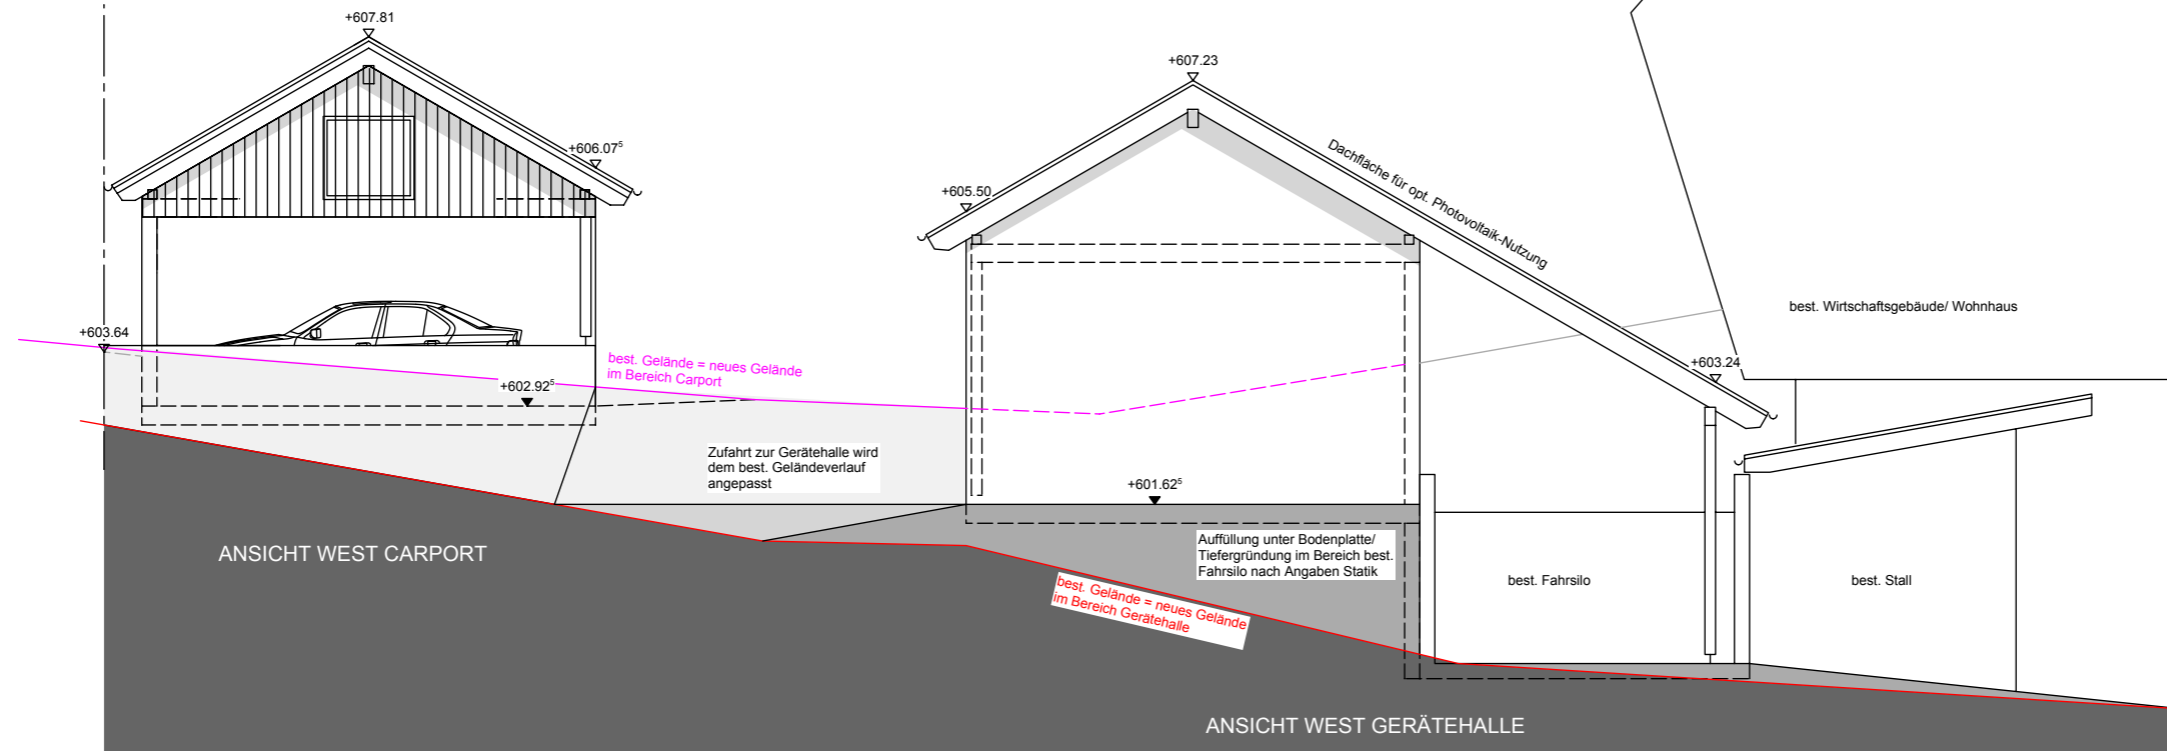 +607.81
+606.07⁵
+603.64
best. Gelände = neues Gelände
im Bereich Carport
+602.92⁵
Zufahrt zur Gerätehalle wird
dem best. Geländeverlauf
angepasst
ANSICHT WEST CARPORT
+607.23
+605.50
Dachfläche für opt. Photovoltaik-Nutzung
best. Wirtschaftsgebäude/ Wohnhaus
+603.24
+601.62⁵
Auffüllung unter Bodenplatte/
Tiefergründung im Bereich best.
Fahrsilo nach Angaben Statik
best. Gelände = neues Gelände
im Bereich Gerätehalle
best. Fahrsilo
best. Stall
ANSICHT WEST GERÄTEHALLE